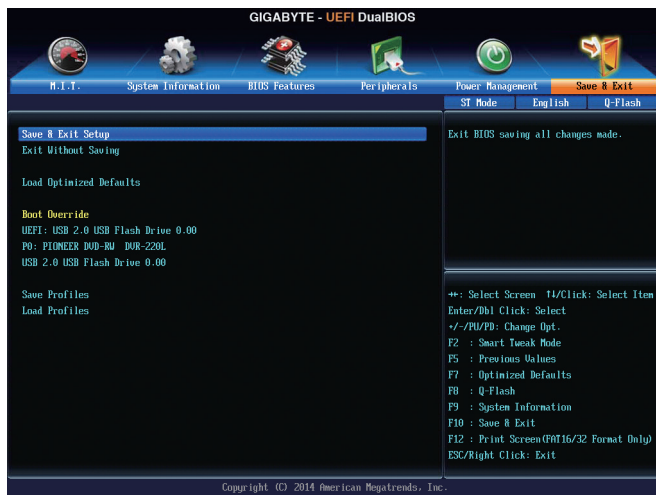 GIGABYTE - UEFI DualBIOS
M.I.T. System Information BIOS Features Peripherals Power Management Save & Exit
ST Mode English Q-Flash
Save & Exit Setup
Exit Without Saving
Load Optimized Defaults
Boot Override
UEFI: USB 2.0 USB Flash Drive 0.00
P0: PIONEER DVD-RW DVR-220L
USB 2.0 USB Flash Drive 0.00
Save Profiles
Load Profiles
Exit BIOS saving all changes made.
→←: Select Screen ↑↓/Click: Select Item
Enter/Dbl Click: Select
+/-/PU/PD: Change Opt.
F2 : Smart Tweak Mode
F5 : Previous Values
F7 : Optimized Defaults
F8 : Q-Flash
F9 : System Information
F10 : Save & Exit
F12 : Print Screen(FAT16/32 Format Only)
ESC/Right Click: Exit
Copyright (C) 2014 American Megatrends, Inc.